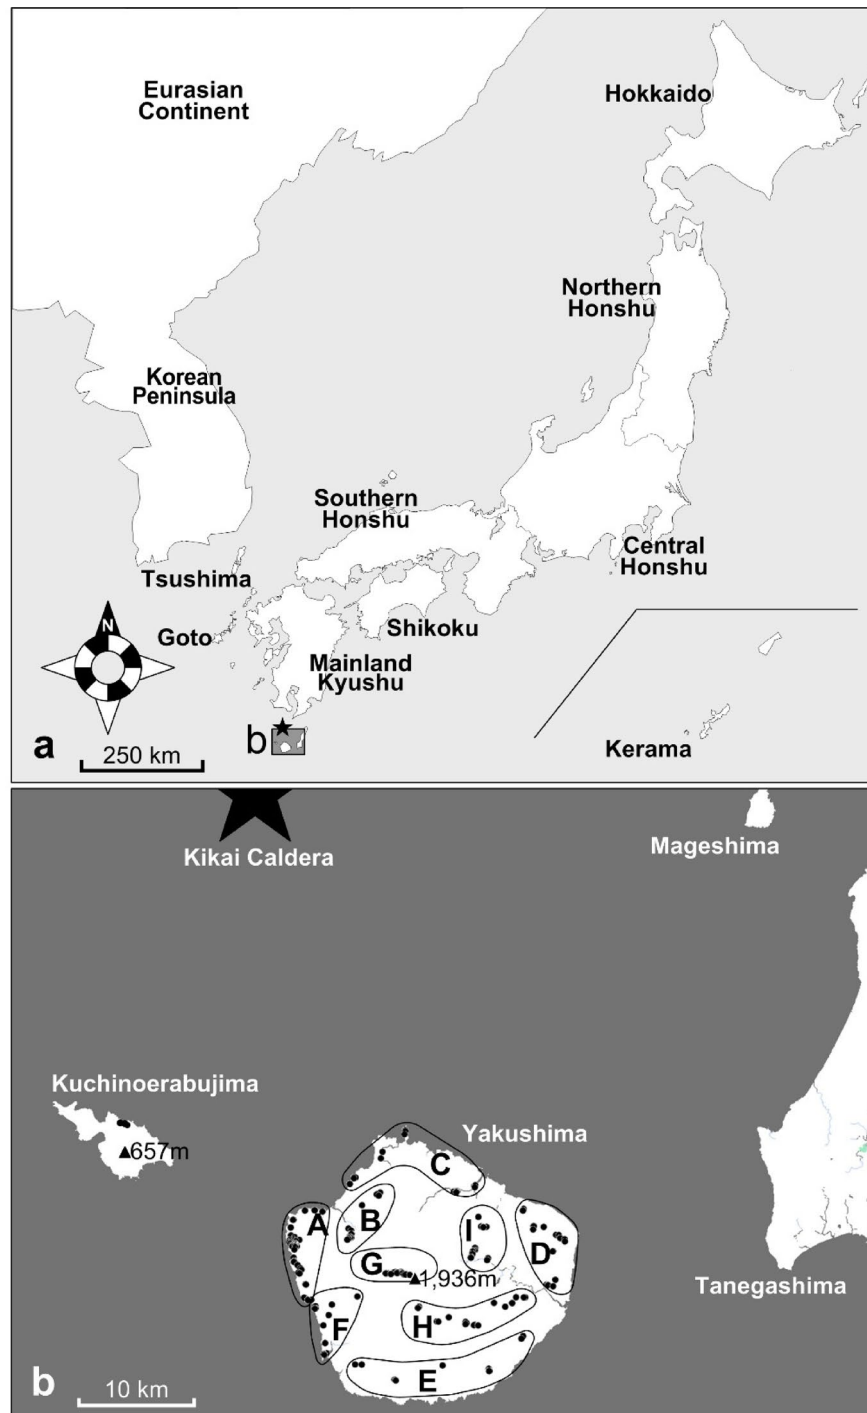 Eurasian
Continent
Hokkaido
Northern
Honshu
Korean
Peninsula
Southern
Honshu
Central
Honshu
Tsushima
N
Goto
Shikoku
Mainland
Kyushu
a
250 km
b
Kerama
Kikai Caldera
Mageshima
Kuchinoerabujima
657m
Yakushima
C
A
B
I
D
G
1,936m
Tanegashima
F
H
E
b
10 km